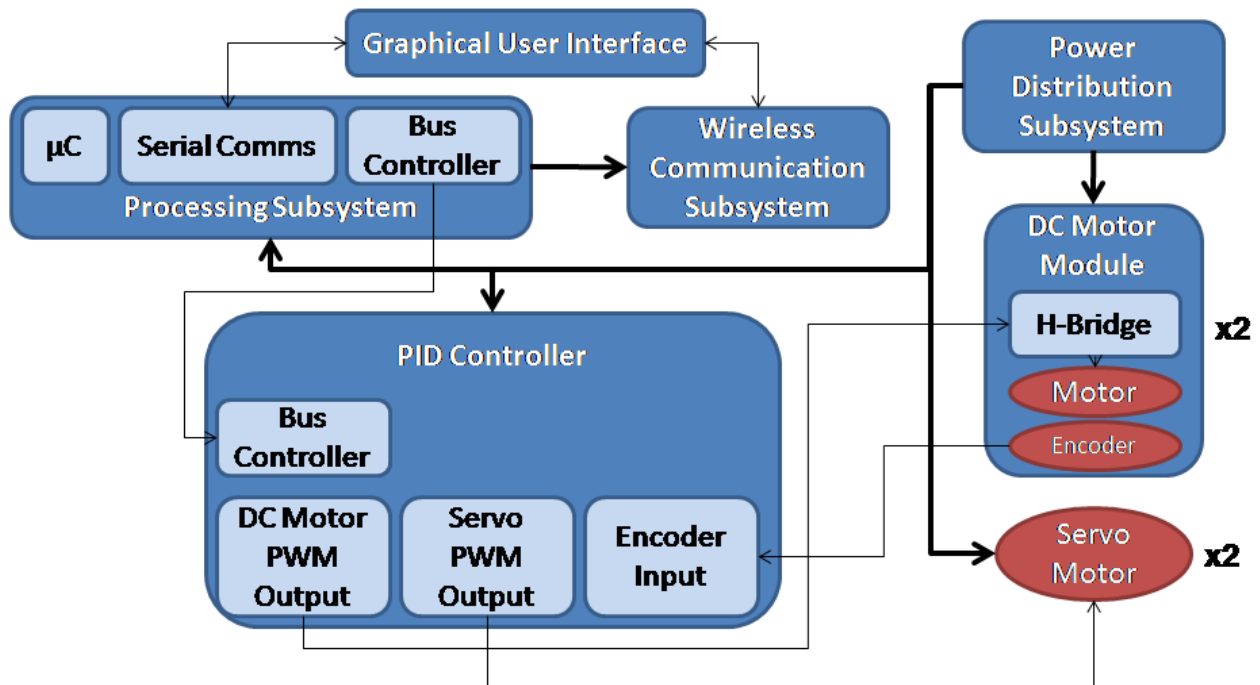 Graphical User Interface
Power
Distribution
Subsystem
µC
Serial Comms
Bus
Controller
Processing Subsystem
Wireless
Communication
Subsystem
DC Motor
Module
H-Bridge
x2
Motor
Encoder
PID Controller
Bus
Controller
DC Motor
PWM
Output
Servo
PWM
Output
Encoder
Input
Servo
Motor
x2